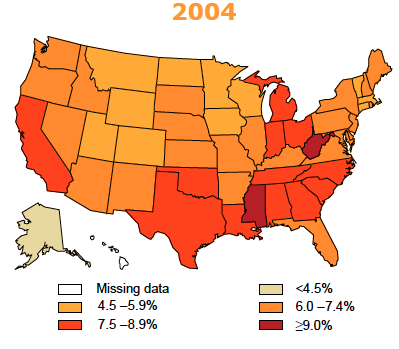 2004
Missing data <4.5%
4.5 –5.9% 6.0 –7.4%
7.5 –8.9% ≥9.0%